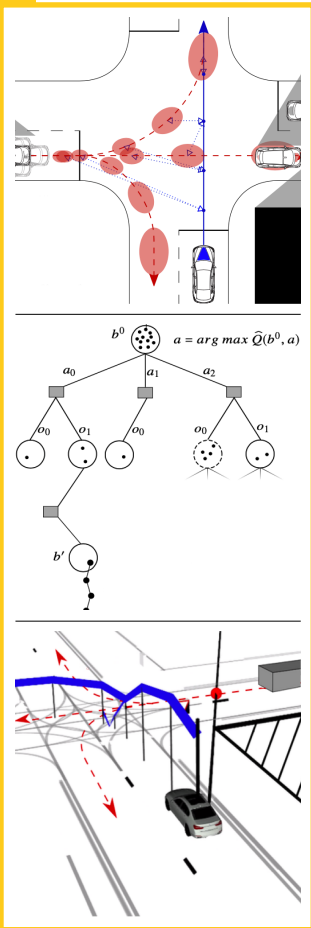 b⁰
a = arg max Q̂(b⁰, a)
a₀
a₁
a₂
o₀
o₁
o₀
o₀
o₁
b′